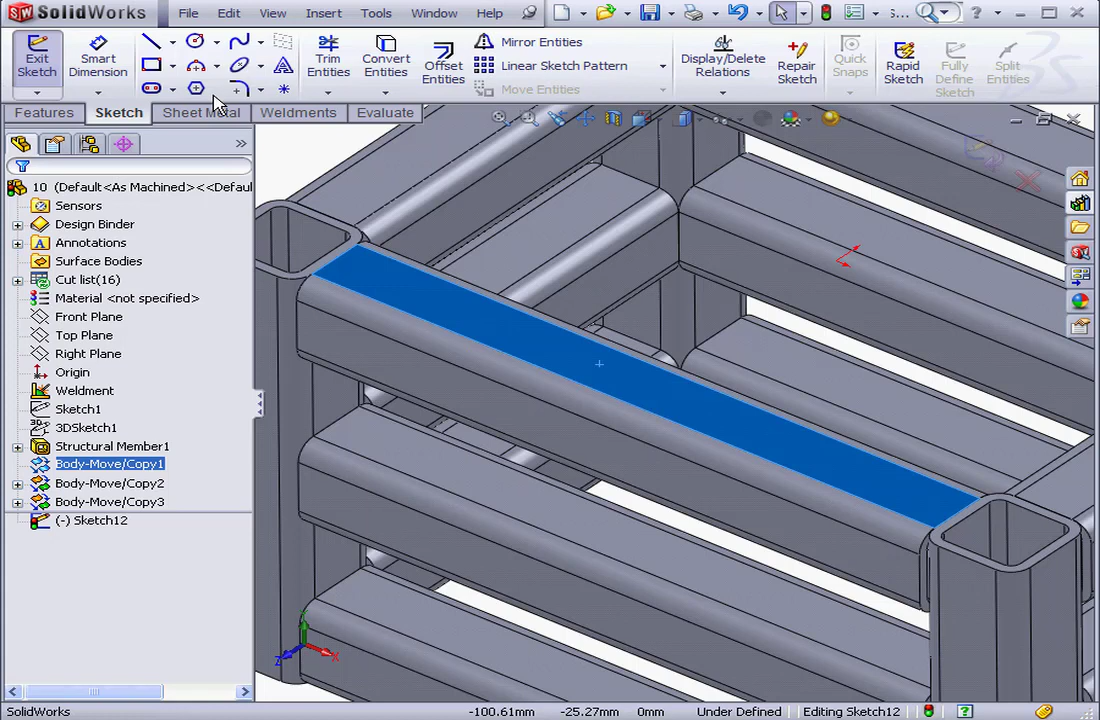 SolidWorks File Edit View Insert Tools Window Help s... ?
Exit Sketch
Smart Dimension
Trim Entities
Convert Entities
Offset Entities
Mirror Entities
Linear Sketch Pattern
Move Entities
Display/Delete Relations
Repair Sketch
Quick Snaps
Rapid Sketch
Fully Define Sketch
Split Entities
Features Sketch Sheet Metal Weldments Evaluate
10 (Default<As Machined><<Defaul
Sensors
Design Binder
Annotations
Surface Bodies
Cut list(16)
Material <not specified>
Front Plane
Top Plane
Right Plane
Origin
Weldment
Sketch1
3DSketch1
Structural Member1
Body-Move/Copy1
Body-Move/Copy2
Body-Move/Copy3
(-) Sketch12
Y
X
Z
SolidWorks -100.61mm -25.27mm 0mm Under Defined Editing Sketch12 ?